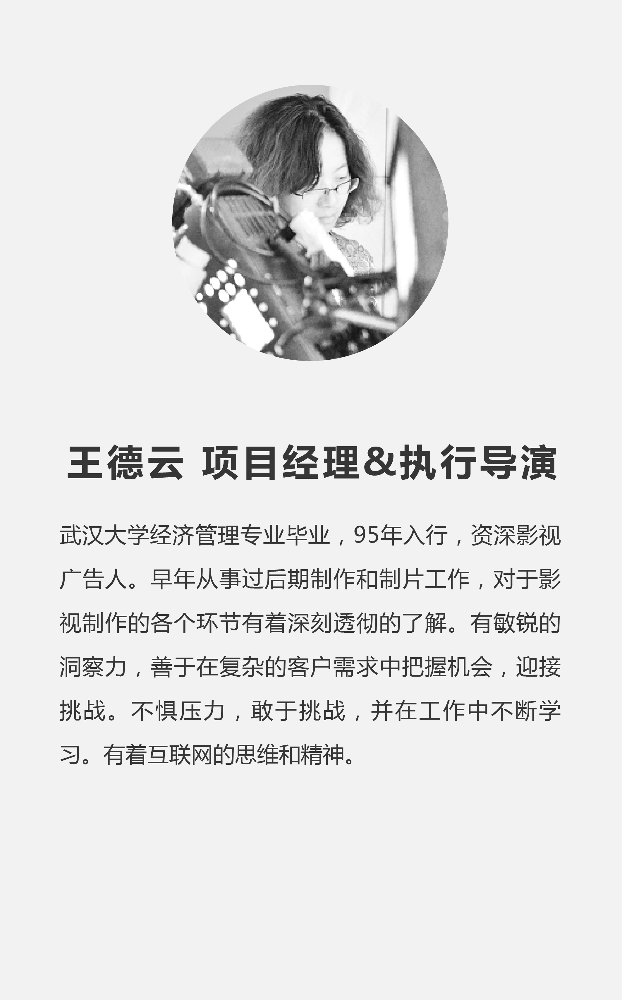 王德云 项目经理&执行导演
武汉大学经济管理专业毕业，95年入行，资深影视
广告人。早年从事过后期制作和制片工作，对于影
视制作的各个环节有着深刻透彻的了解。有敏锐的
洞察力，善于在复杂的客户需求中把握机会，迎接
挑战。不惧压力，敢于挑战，并在工作中不断学
习。有着互联网的思维和精神。